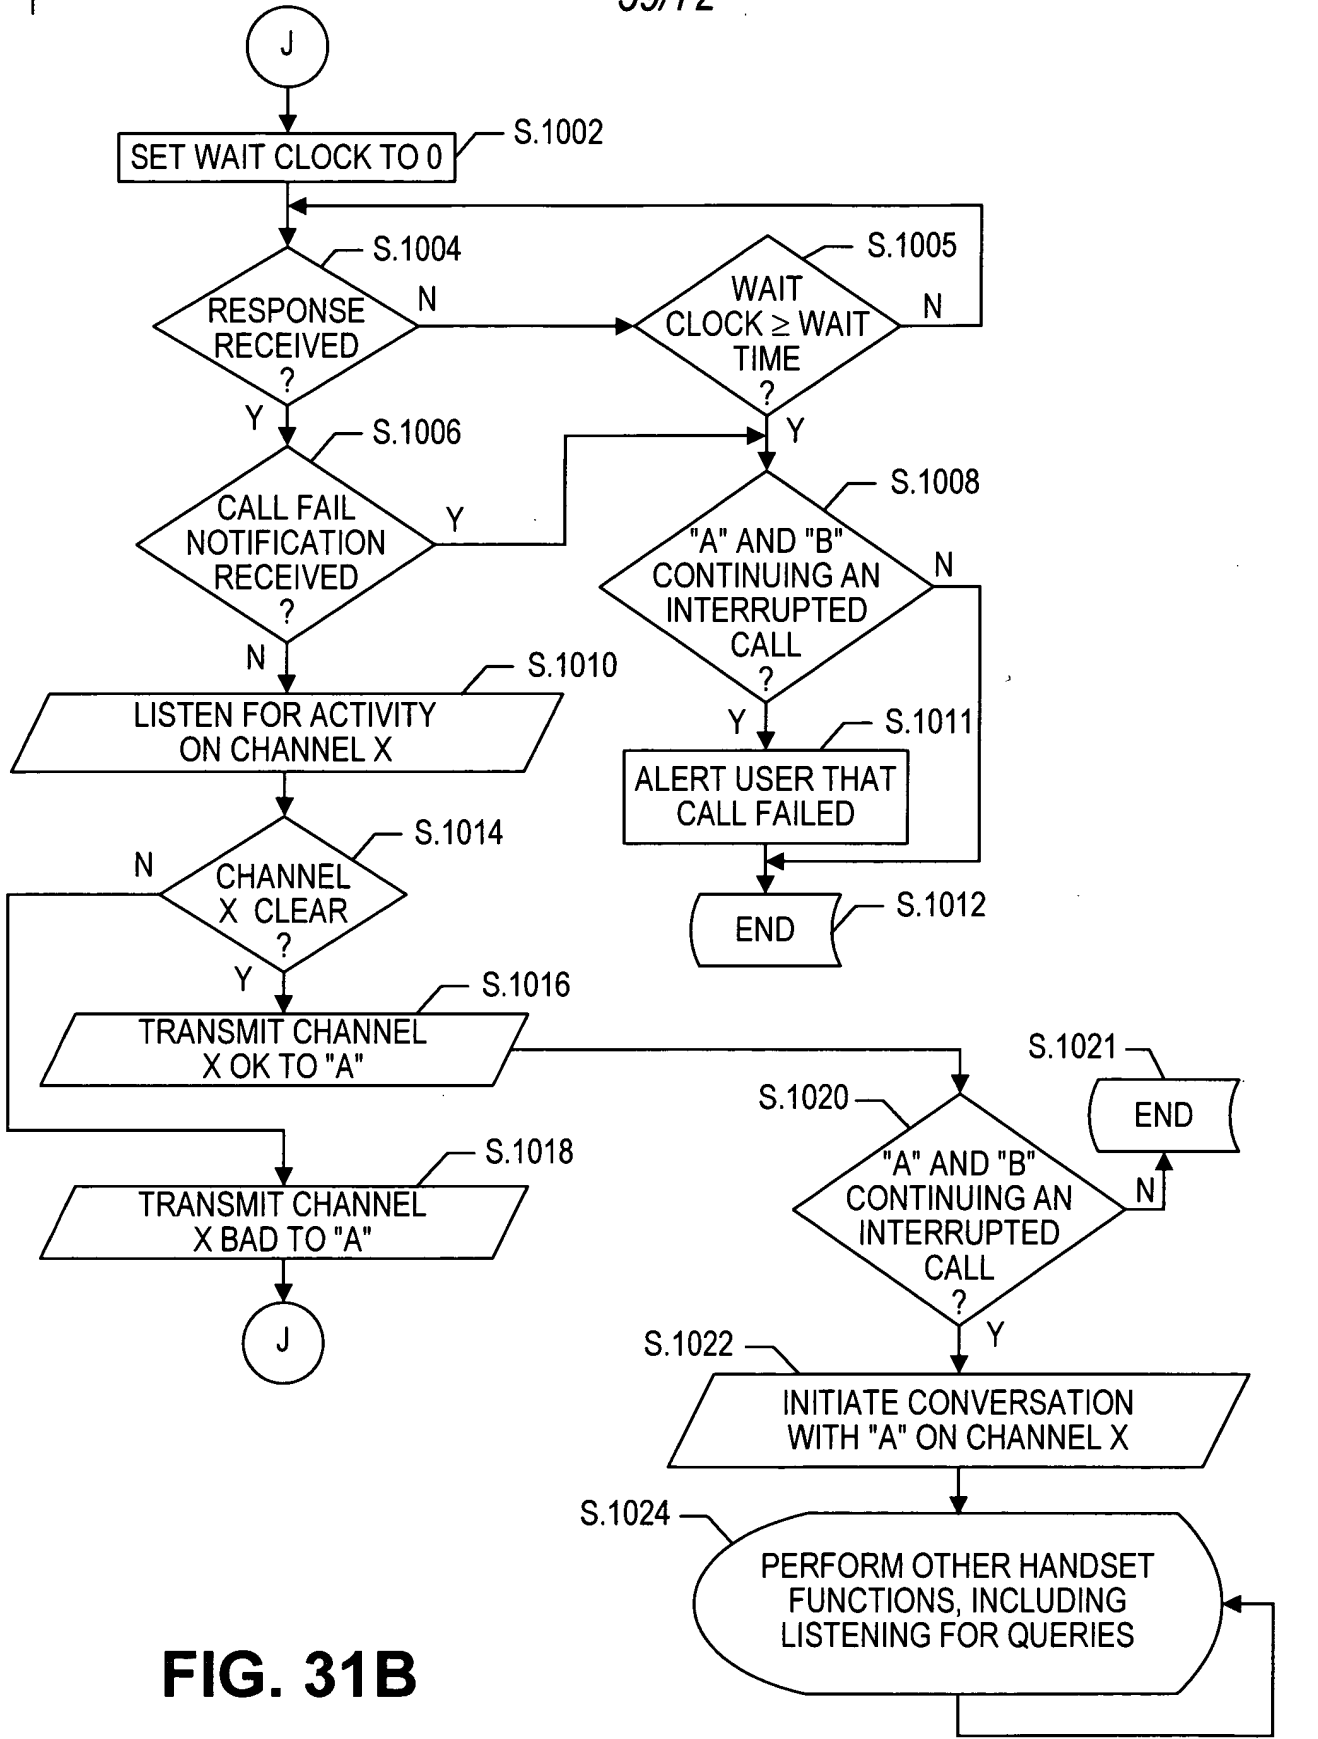 J
SET WAIT CLOCK TO 0
S.1002
S.1004
RESPONSE
RECEIVED
?
N
Y
S.1005
WAIT
CLOCK ≥ WAIT
TIME
?
N
Y
S.1006
CALL FAIL
NOTIFICATION
RECEIVED
?
Y
N
S.1008
"A" AND "B"
CONTINUING AN
INTERRUPTED
CALL
?
N
Y
S.1010
LISTEN FOR ACTIVITY
ON CHANNEL X
S.1011
ALERT USER THAT
CALL FAILED
S.1012
END
S.1014
CHANNEL
X CLEAR
?
N
Y
S.1016
TRANSMIT CHANNEL
X OK TO "A"
S.1018
TRANSMIT CHANNEL
X BAD TO "A"
J
S.1020
"A" AND "B"
CONTINUING AN
INTERRUPTED
CALL
?
N
Y
S.1021
END
S.1022
INITIATE CONVERSATION
WITH "A" ON CHANNEL X
S.1024
PERFORM OTHER HANDSET
FUNCTIONS, INCLUDING
LISTENING FOR QUERIES
FIG. 31B